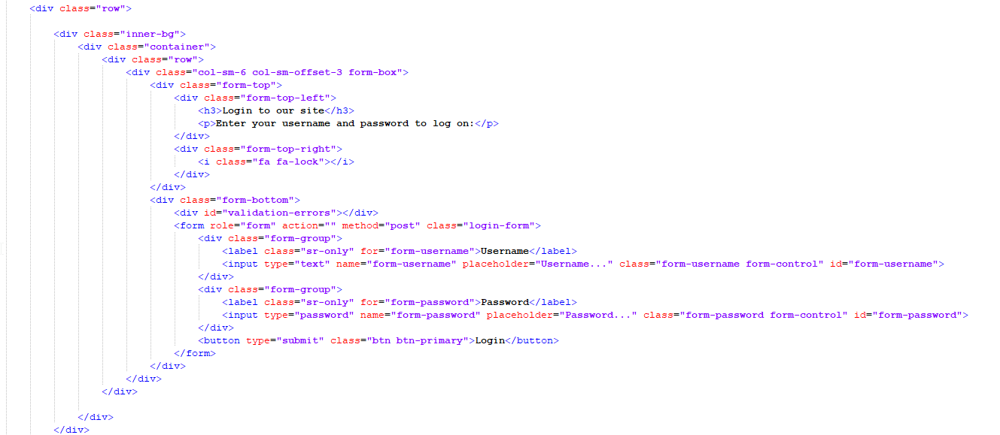 <div class="row">
<div class="inner-bg">
<div class="container">
<div class="row">
<div class="col-sm-6 col-sm-offset-3 form-box">
<div class="form-top">
<div class="form-top-left">
<h3>Login to our site</h3>
<p>Enter your username and password to log on:</p>
</div>
<div class="form-top-right">
<i class="fa fa-lock"></i>
</div>
</div>
<div class="form-bottom">
<div id="validation-errors"></div>
<form role="form" action="" method="post" class="login-form">
<div class="form-group">
<label class="sr-only" for="form-username">Username</label>
<input type="text" name="form-username" placeholder="Username..." class="form-username form-control" id="form-username">
</div>
<div class="form-group">
<label class="sr-only" for="form-password">Password</label>
<input type="password" name="form-password" placeholder="Password..." class="form-password form-control" id="form-password">
</div>
<button type="submit" class="btn btn-primary">Login</button>
</form>
</div>
</div>
</div>
</div>
</div>